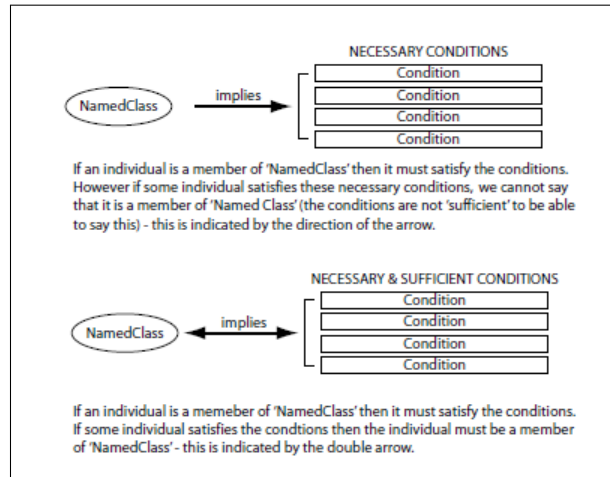 NECESSARY CONDITIONS
Condition
NamedClass
implies
Condition
Condition
Condition
If an individual is a member of 'NamedClass' then it must satisfy the conditions.
However if some individual satisfies these necessary conditions, we cannot say
that it is a member of 'Named Class' (the conditions are not 'sufficient' to be able
to say this) - this is indicated by the direction of the arrow.
NECESSARY & SUFFICIENT CONDITIONS
Condition
NamedClass
implies
Condition
Condition
Condition
If an individual is a memeber of 'NamedClass' then it must satisfy the conditions.
If some individual satisfies the condtions then the individual must be a member
of 'NamedClass' - this is indicated by the double arrow.